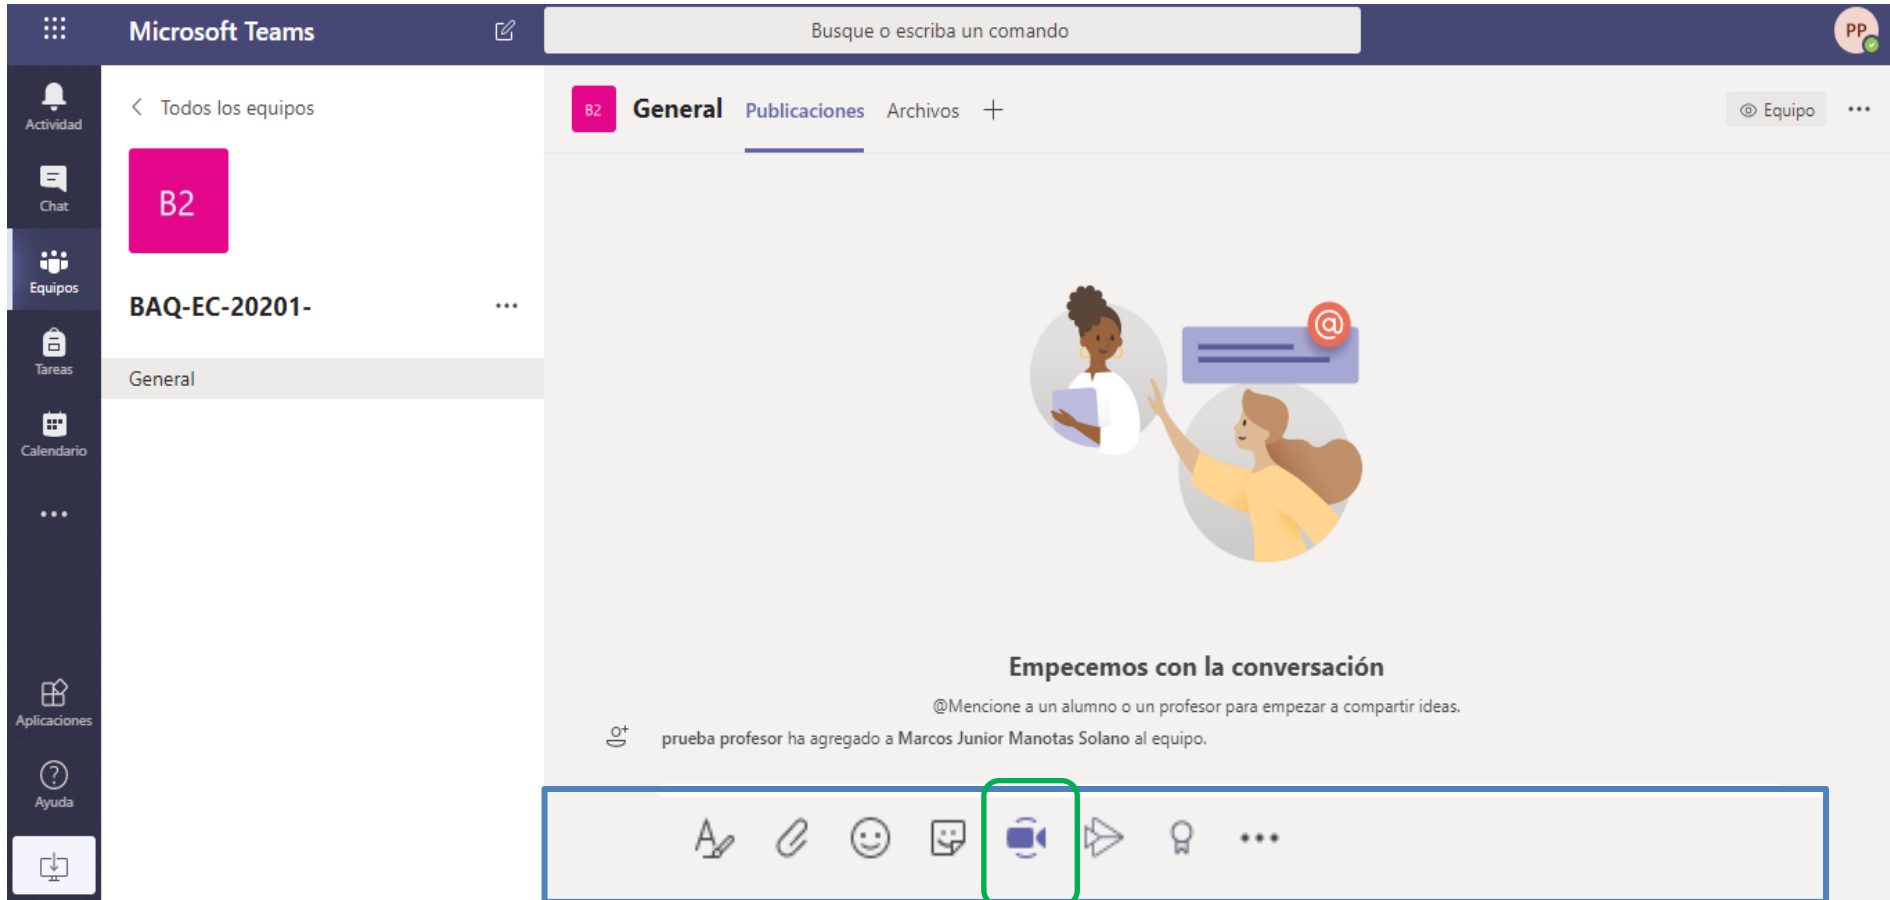 Microsoft Teams
Busque o escriba un comando
PP
Actividad
Chat
Equipos
Tareas
Calendario
Aplicaciones
Ayuda
Todos los equipos
B2
BAQ-EC-20201-
General
B2
General Publicaciones Archivos
Equipo
@
Empecemos con la conversación
@Mencione a un alumno o un profesor para empezar a compartir ideas.
prueba profesor ha agregado a Marcos Junior Manotas Solano al equipo.